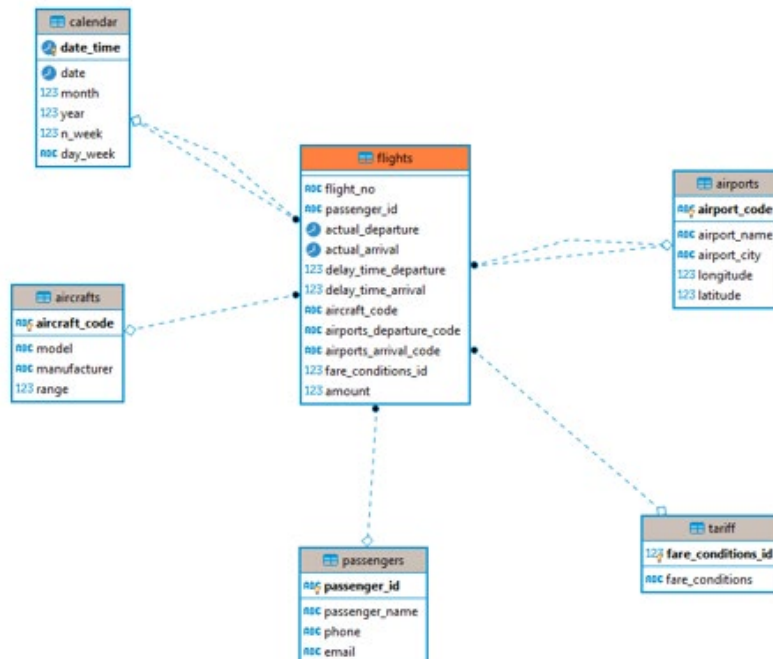 calendar
date_time
date
123 month
123 year
123 n_week
ABC day_week
flights
ABC flight_no
ABC passenger_id
actual_departure
actual_arrival
123 delay_time_departure
123 delay_time_arrival
ABC aircraft_code
ABC airports_departure_code
ABC airports_arrival_code
123 fare_conditions_id
123 amount
airports
ABC airport_code
ABC airport_name
ABC airport_city
123 longitude
123 latitude
aircrafts
ABC aircraft_code
ABC model
ABC manufacturer
123 range
passengers
ABC passenger_id
ABC passenger_name
ABC phone
ABC email
tariff
123 fare_conditions_id
ABC fare_conditions